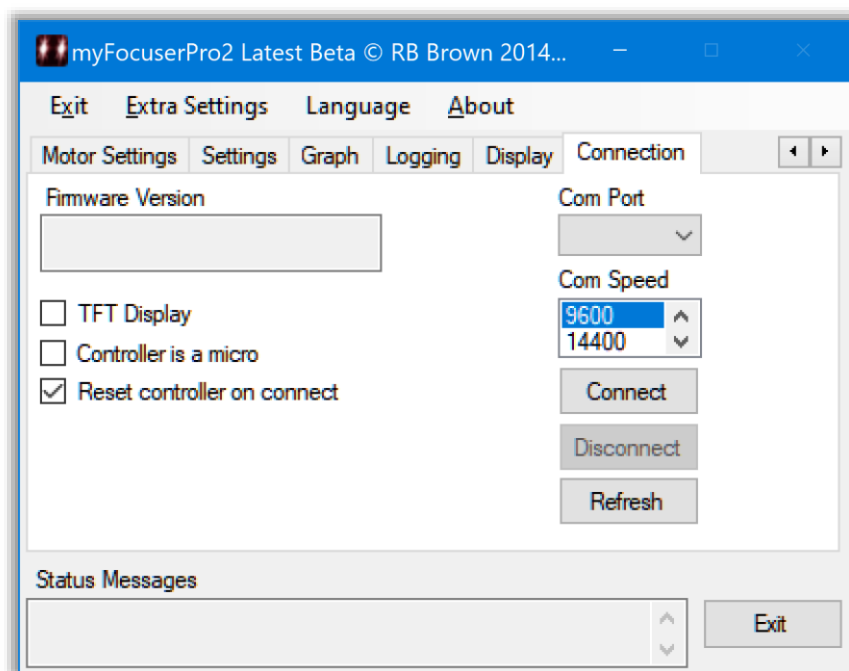 myFocuserPro2 Latest Beta © RB Brown 2014...
Exit Extra Settings Language About
Motor Settings Settings Graph Logging Display Connection
Firmware Version
Com Port
Com Speed
9600
14400
TFT Display
Controller is a micro
Reset controller on connect
Connect
Disconnect
Refresh
Status Messages
Exit